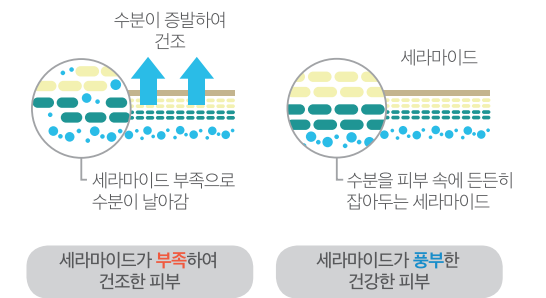 수분이 증발하여
건조
세라마이드 부족으로
수분이 날아감
세라마이드가 부족하여
건조한 피부
세라마이드
수분을 피부 속에 든든히
잡아두는 세라마이드
세라마이드가 풍부한
건강한 피부